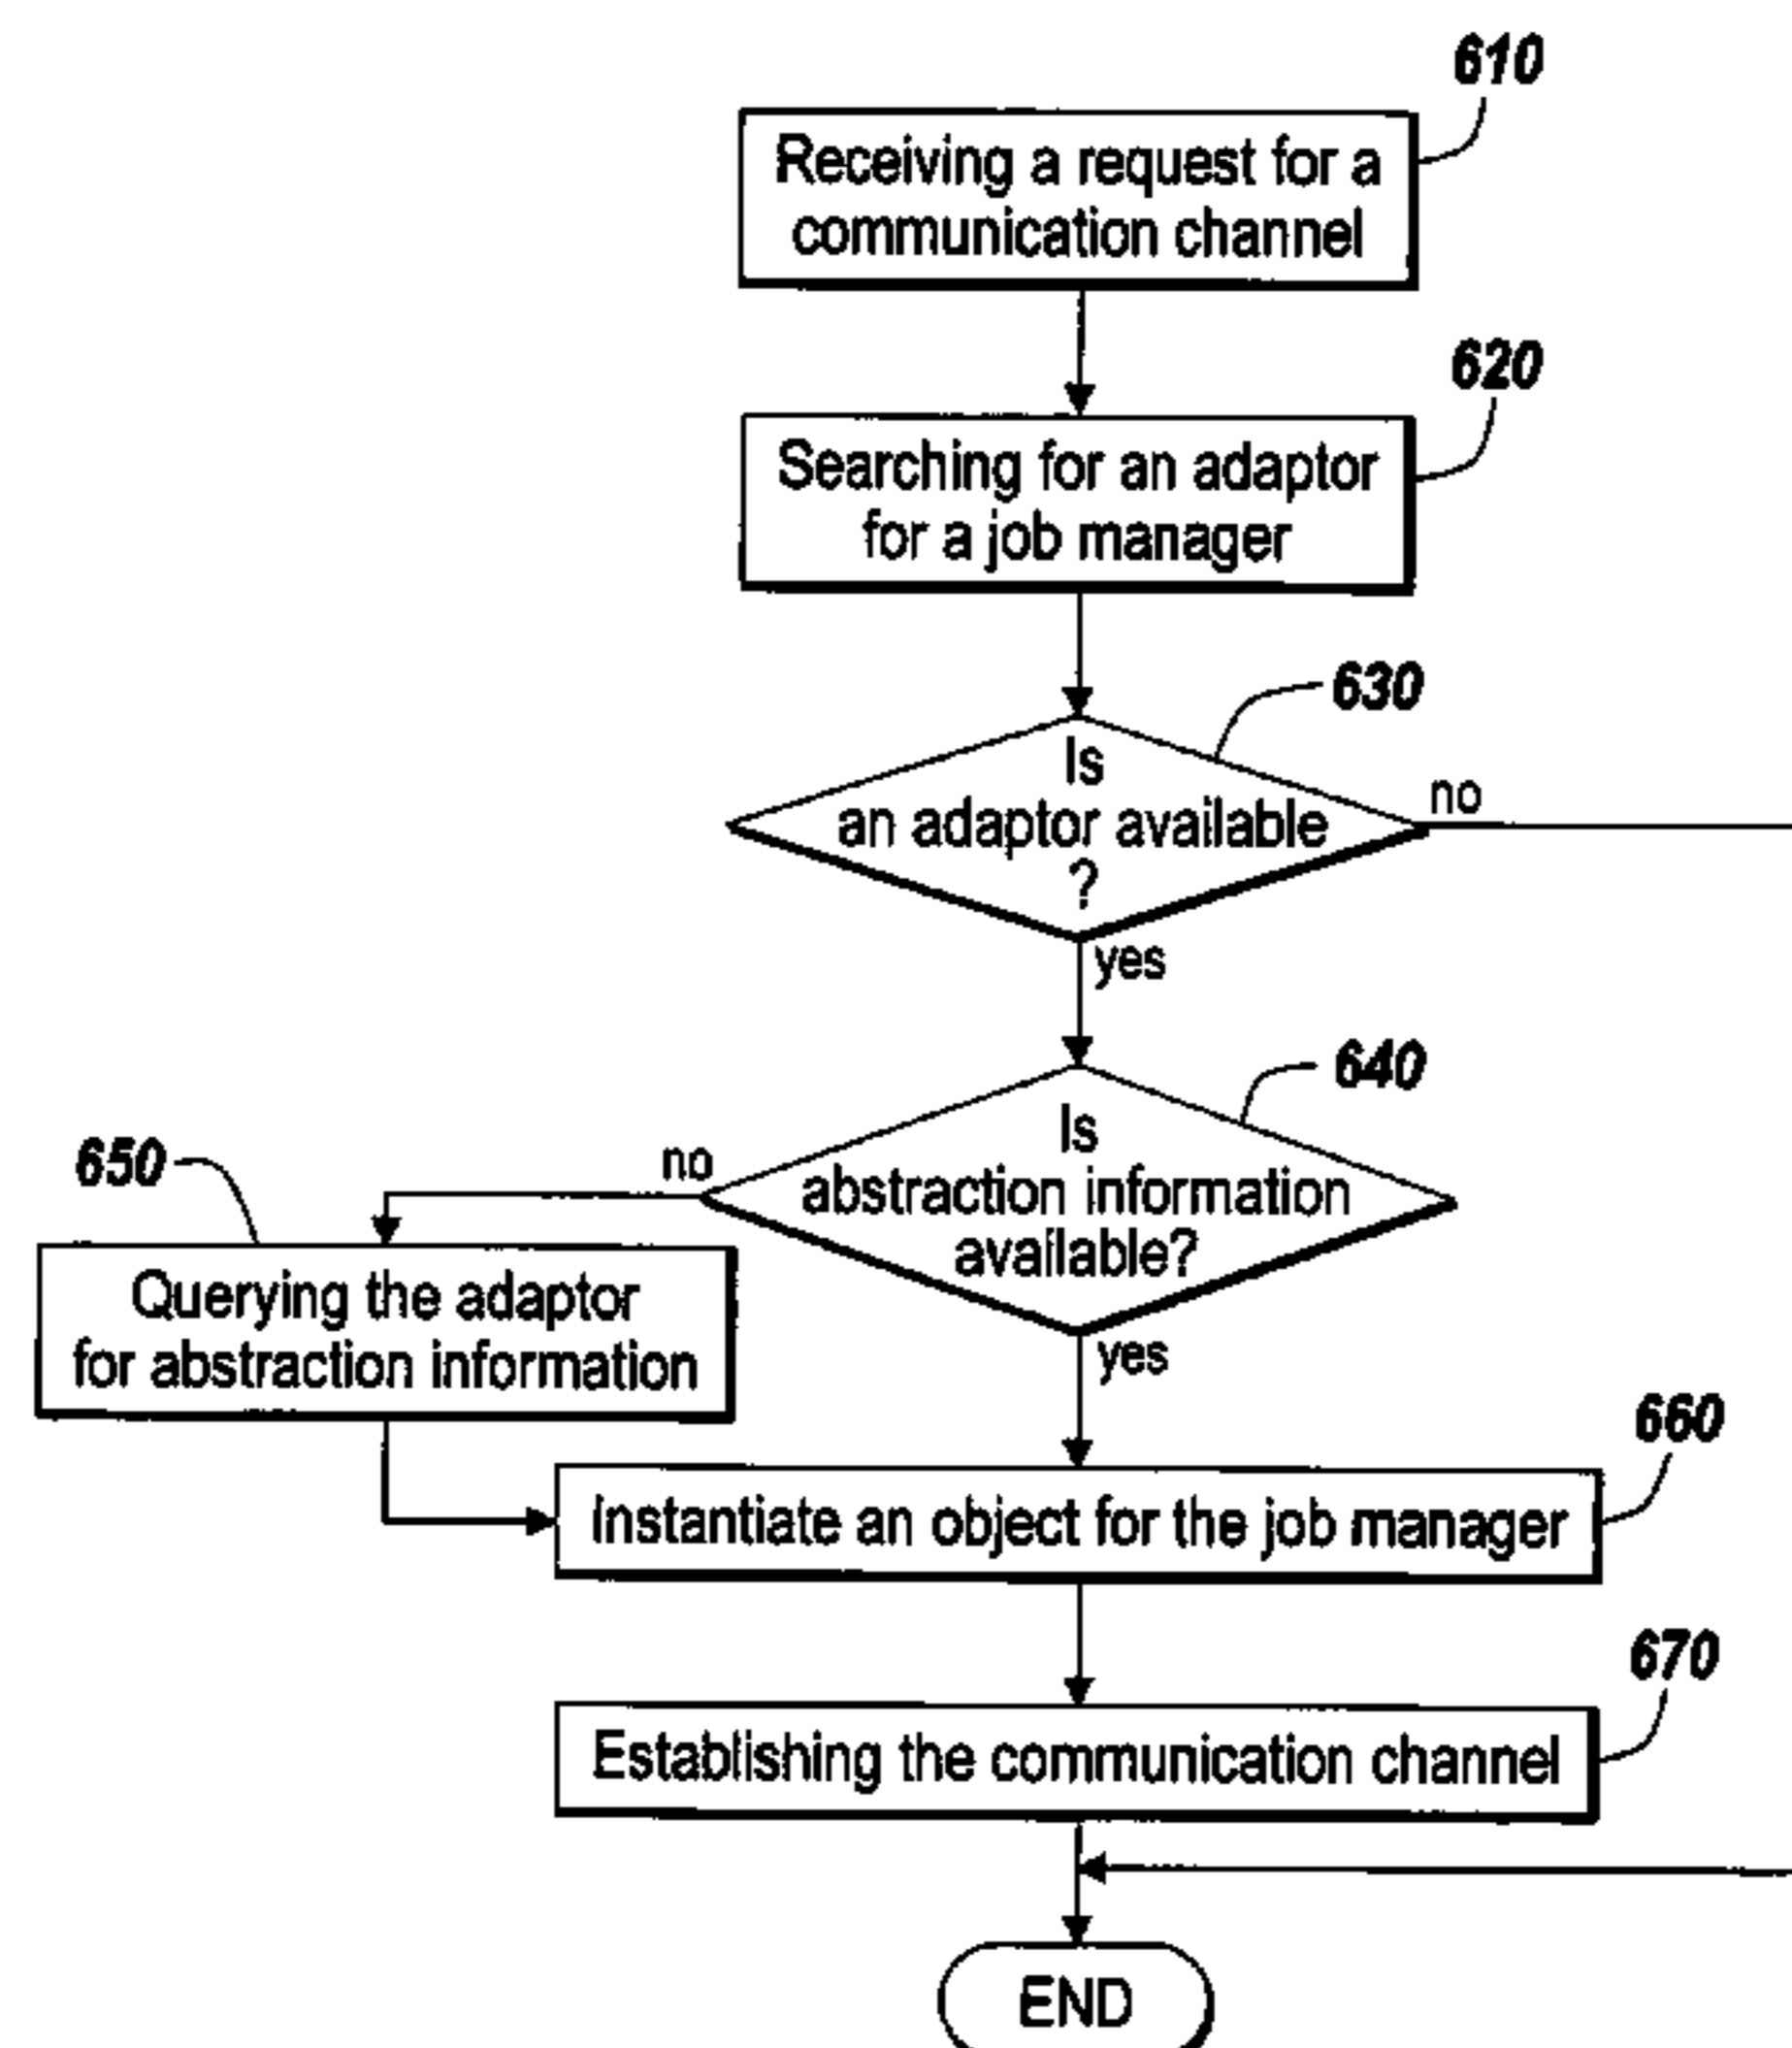 610
Receiving a request for a
communication channel
620
Searching for an adaptor
for a job manager
630
Is
an adaptor available
?
no
yes
640
Is
abstraction information
available?
no
650
Querying the adaptor
for abstraction information
yes
660
Instantiate an object for the job manager
670
Establishing the communication channel
END